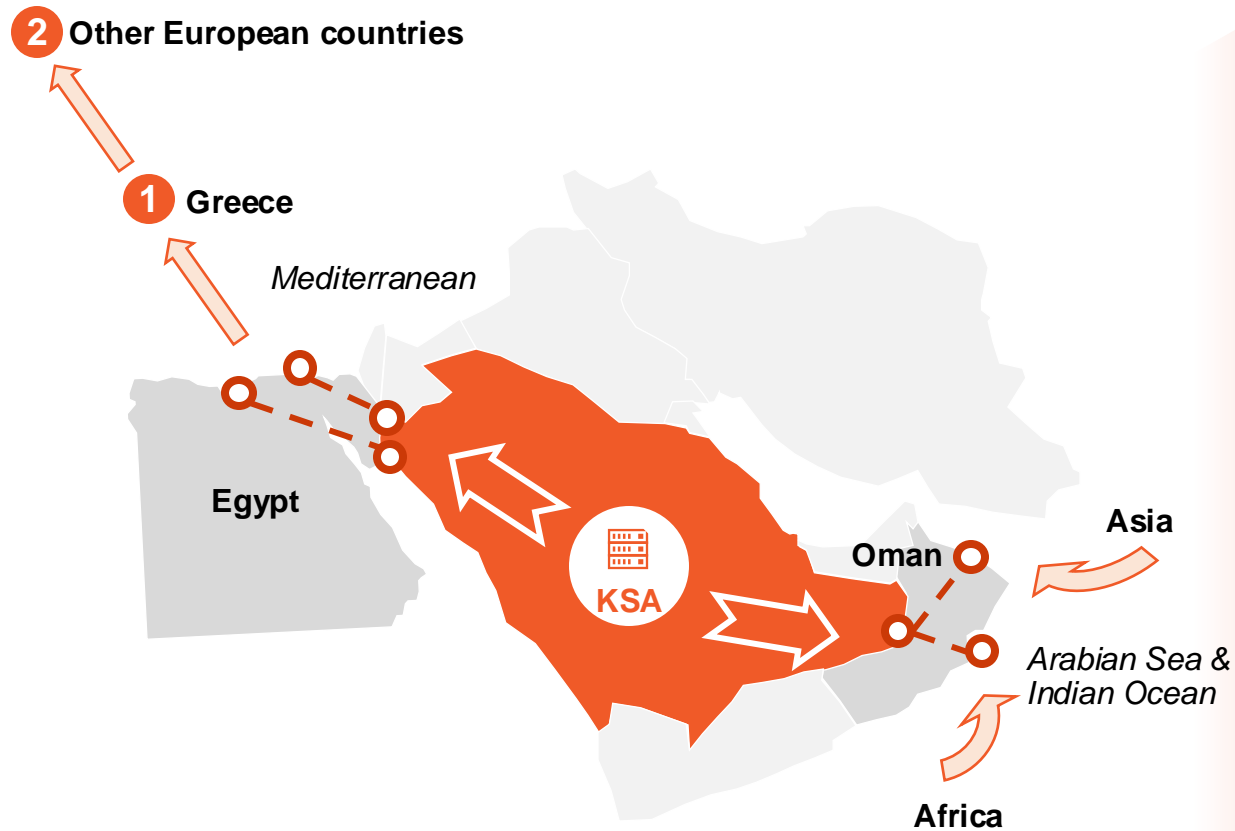 2 Other European countries
1 Greece
Mediterranean
Egypt
KSA
Oman
Asia
Arabian Sea &
Indian Ocean
Africa